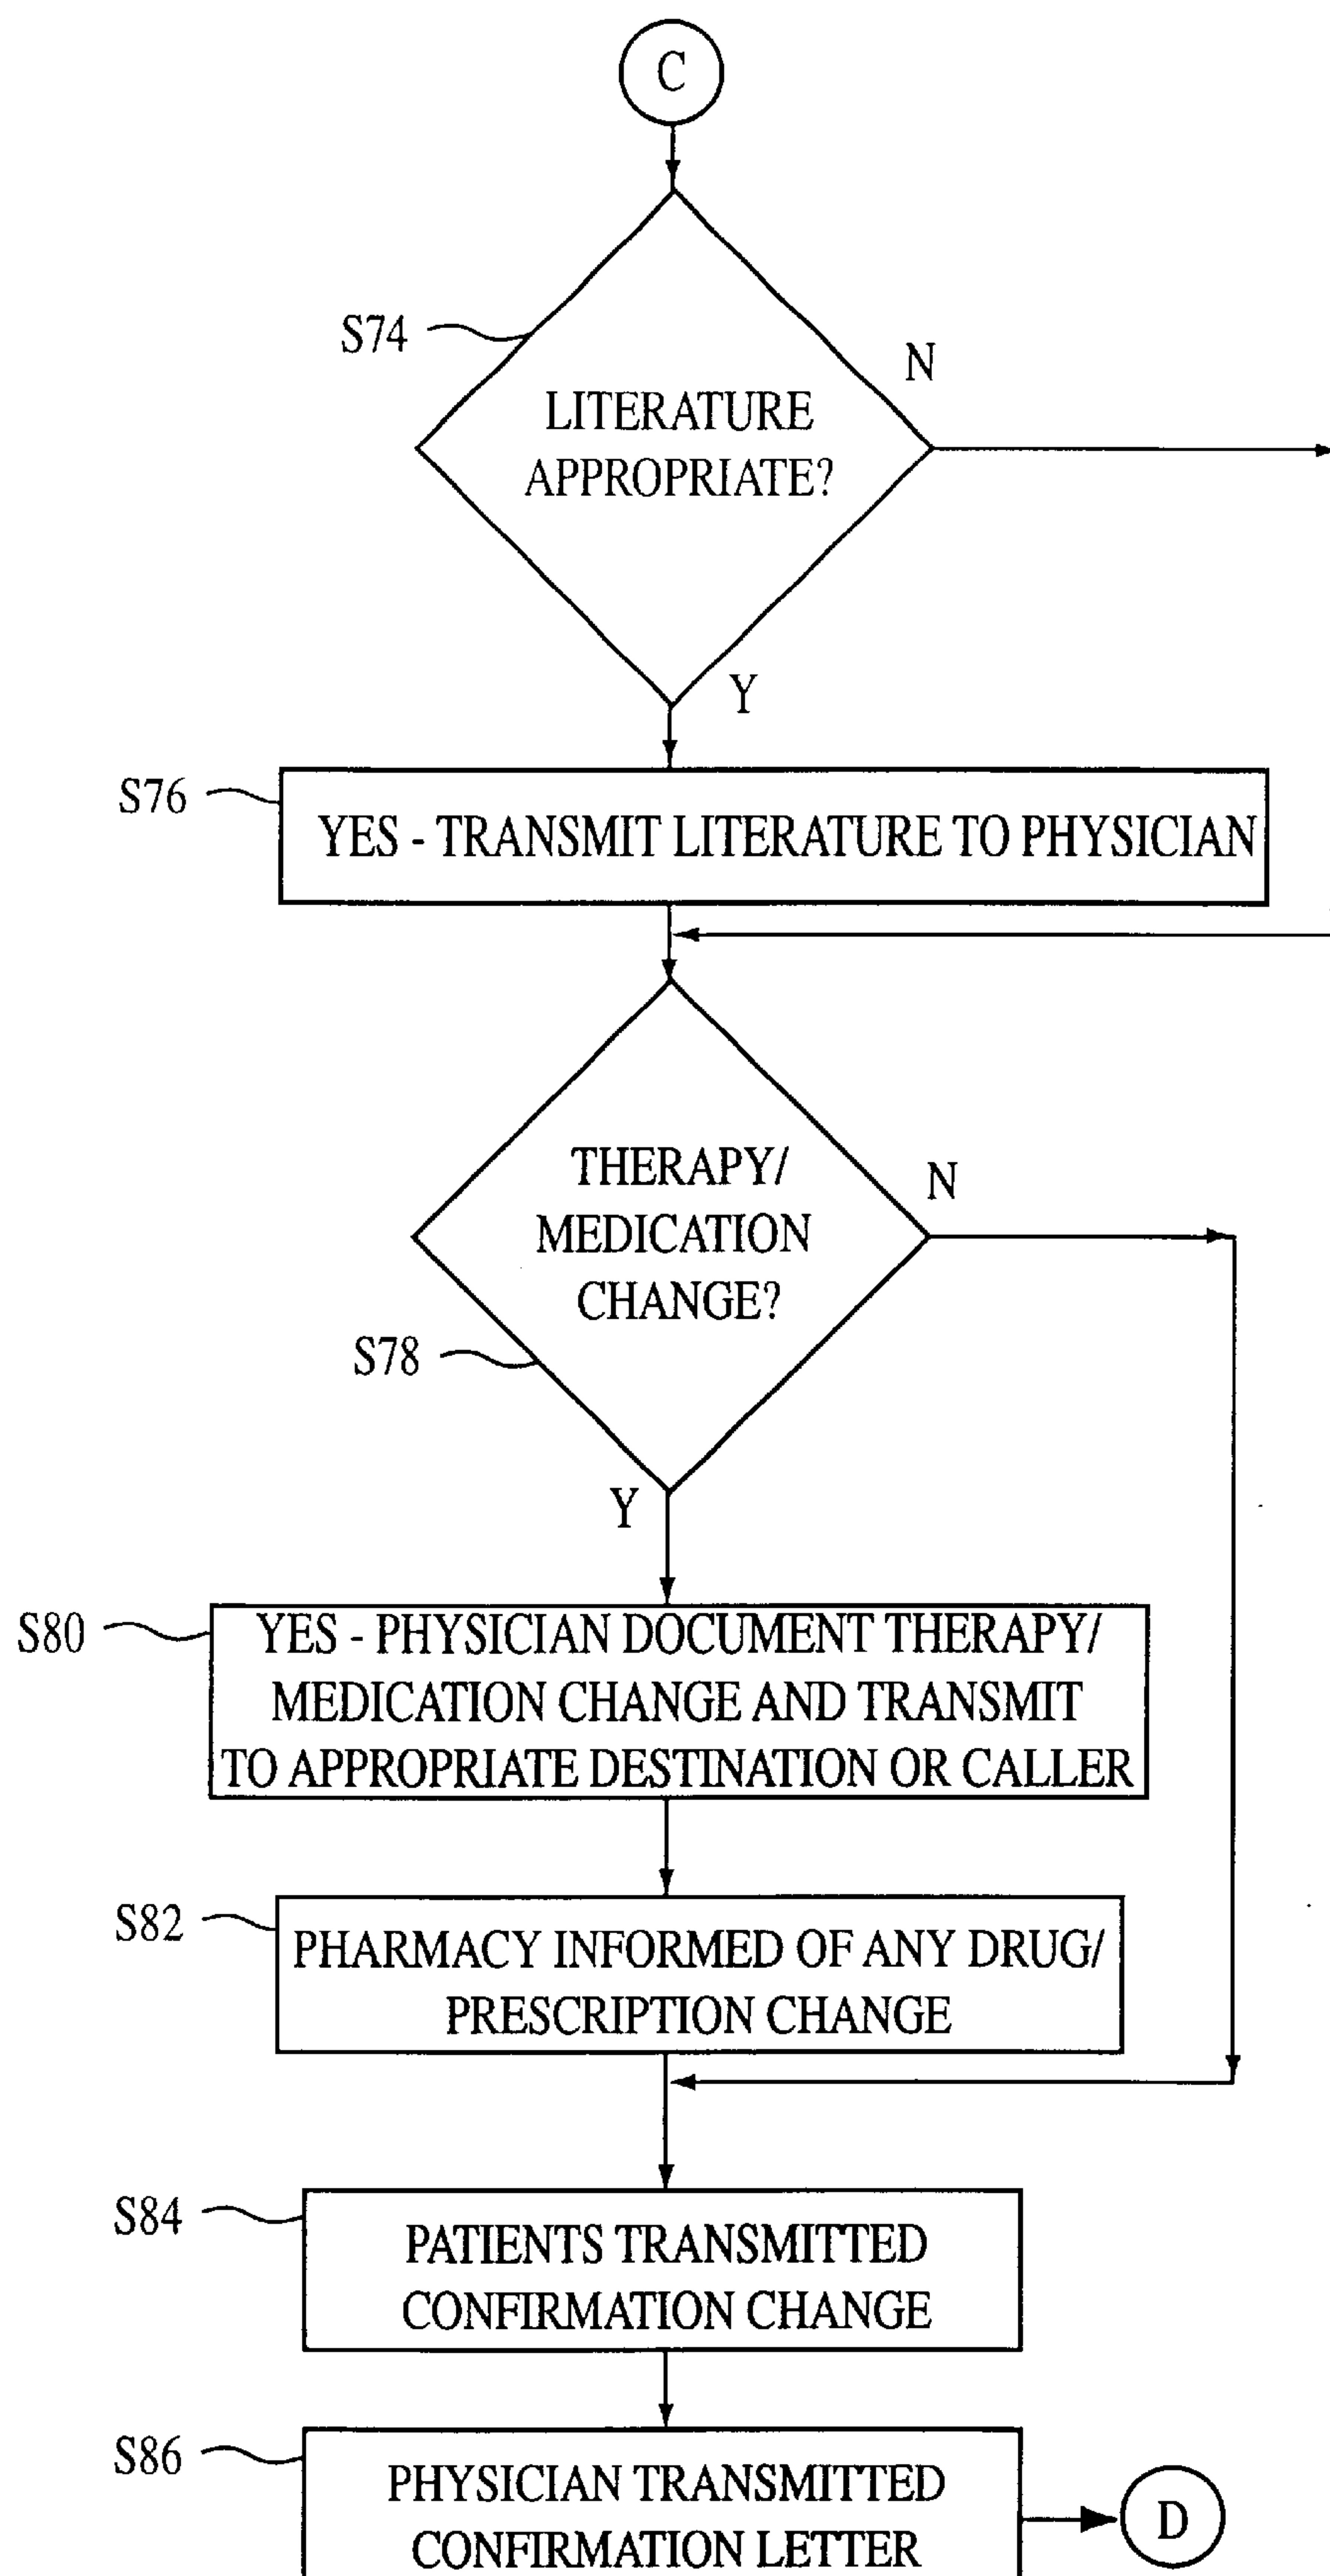 C
S74
N
LITERATURE
APPROPRIATE?
Y
S76
YES - TRANSMIT LITERATURE TO PHYSICIAN
THERAPY/
MEDICATION
CHANGE?
N
S78
Y
S80
YES - PHYSICIAN DOCUMENT THERAPY/
MEDICATION CHANGE AND TRANSMIT
TO APPROPRIATE DESTINATION OR CALLER
S82
PHARMACY INFORMED OF ANY DRUG/
PRESCRIPTION CHANGE
S84
PATIENTS TRANSMITTED
CONFIRMATION CHANGE
S86
PHYSICIAN TRANSMITTED
CONFIRMATION LETTER
D